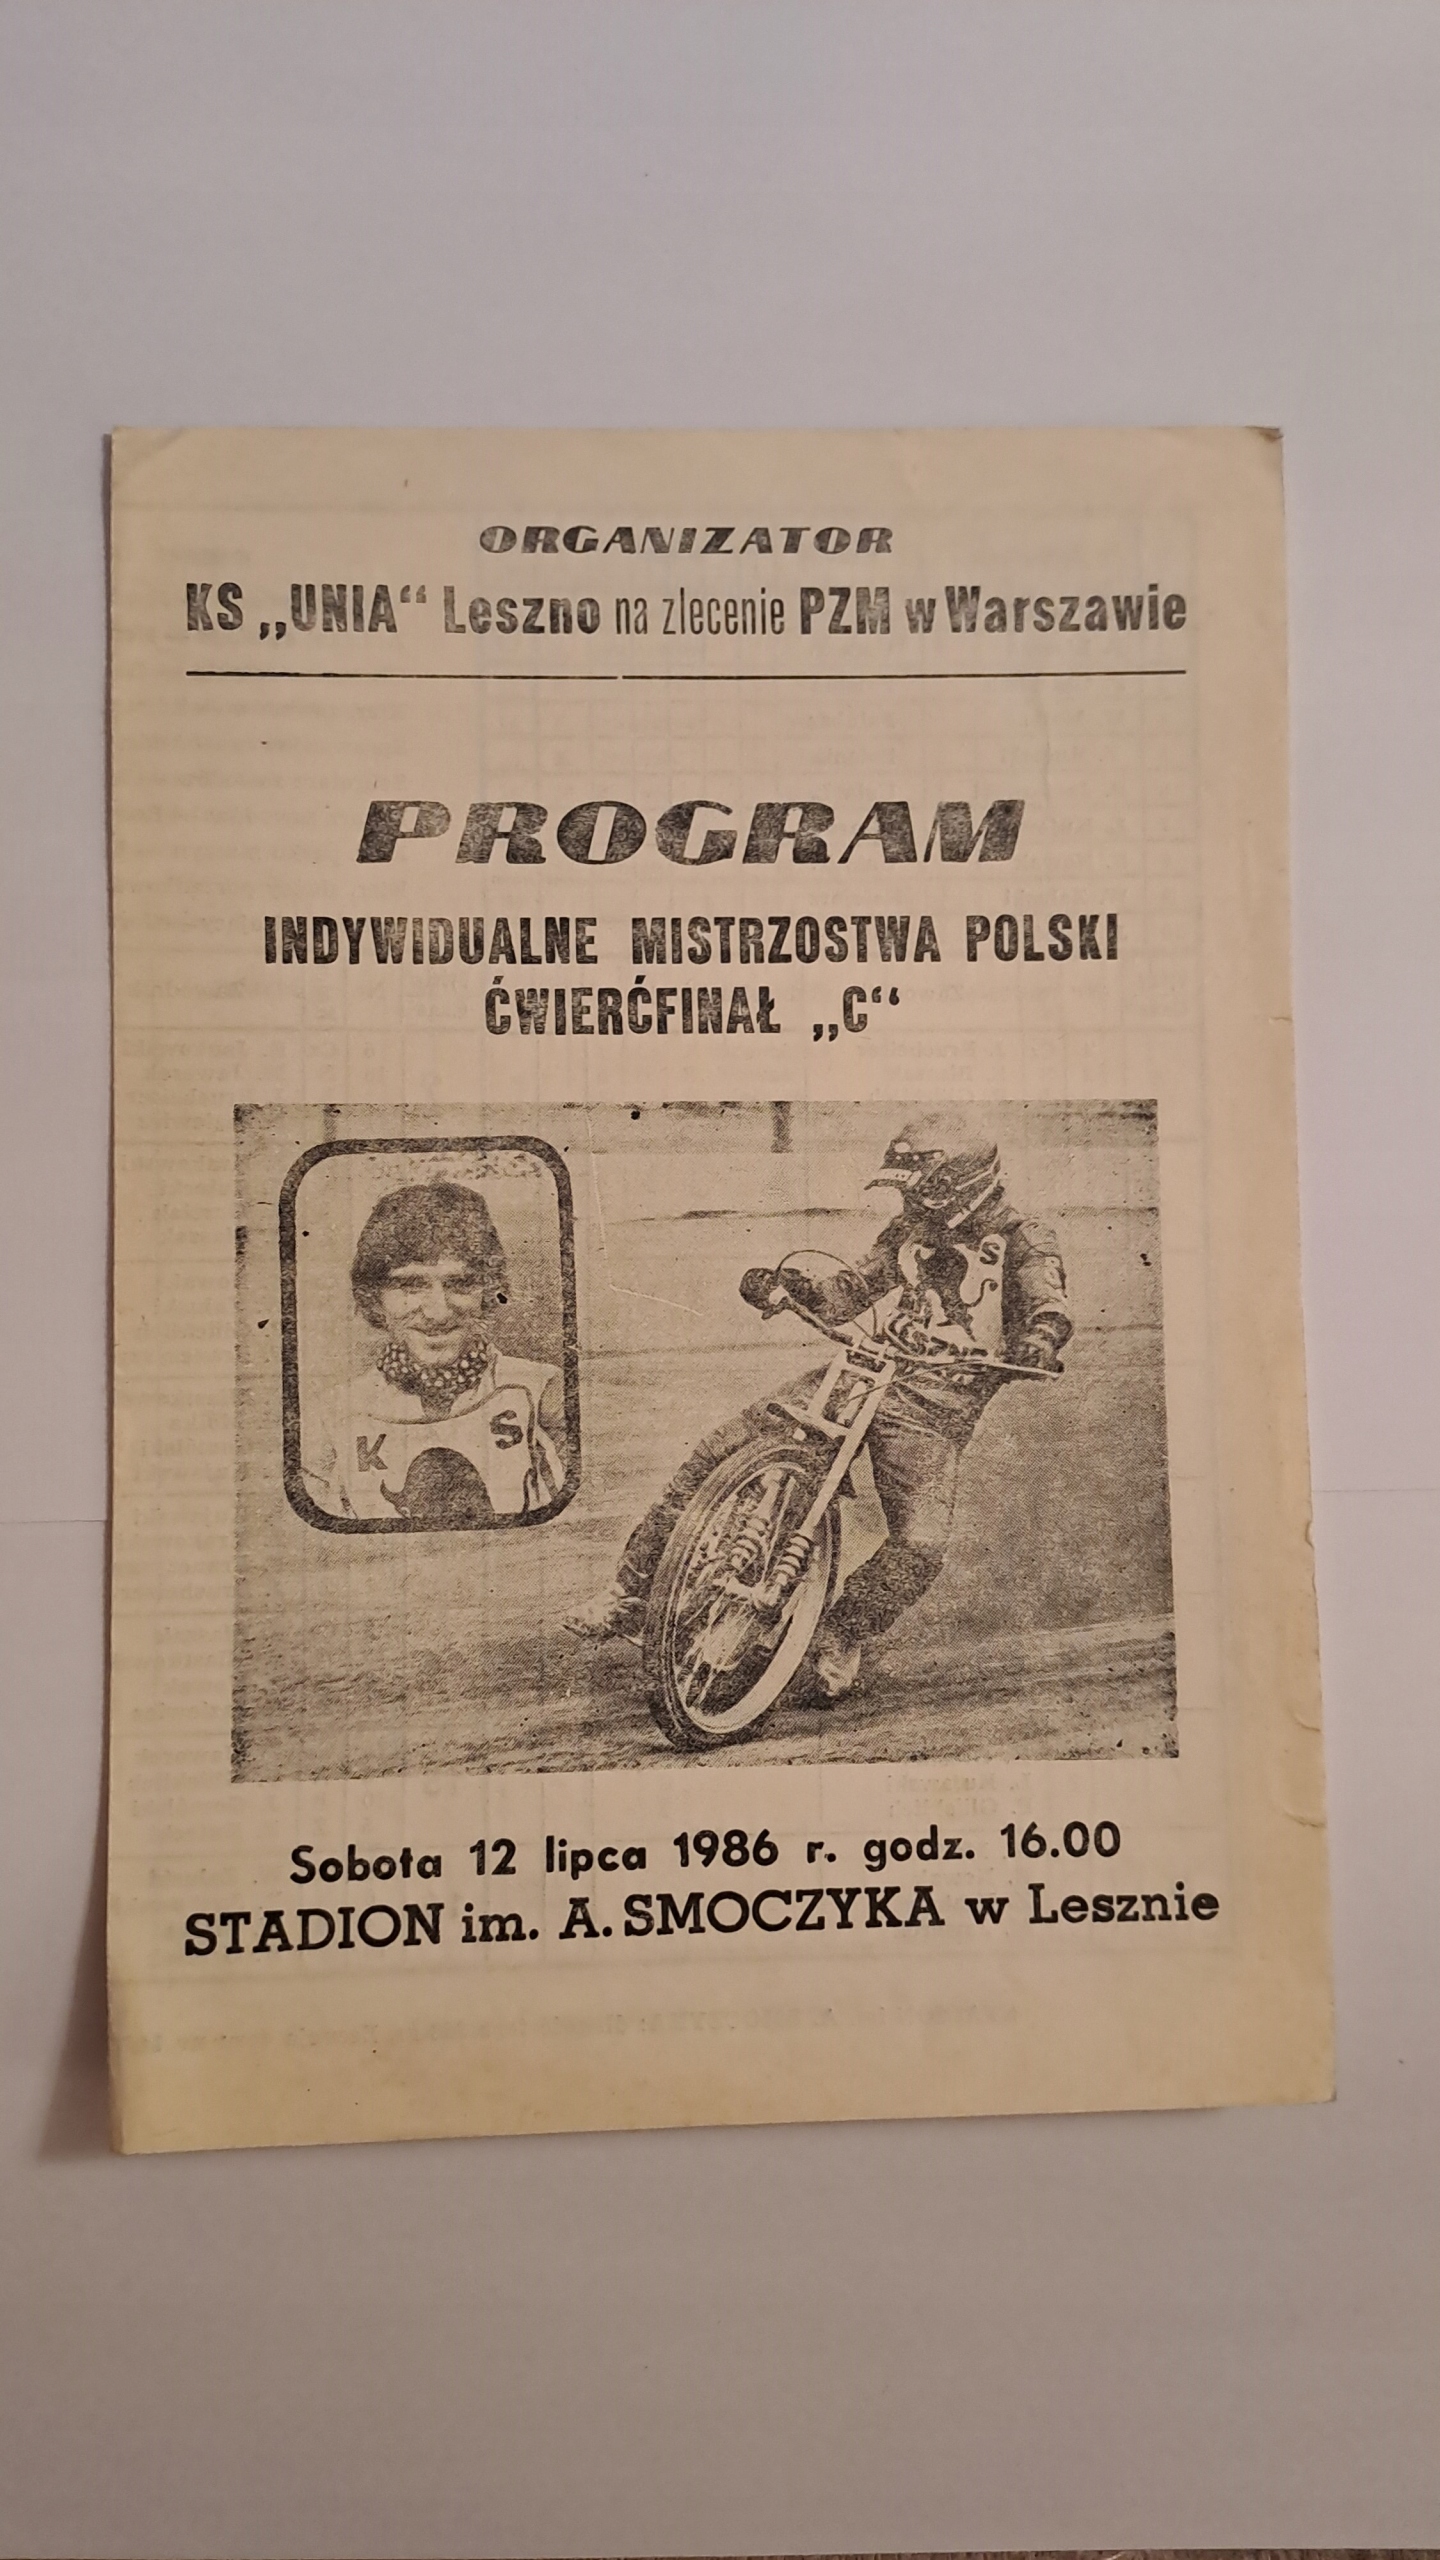 ORGANIZATOR
KS „UNIA“ Leszno na zlecenie PZM w Warszawie
PROGRAM
INDYWIDUALNE MISTRZOSTWA POLSKI
ĆWIERĆFINAŁ „C“
S
K S
Sobota 12 lipca 1986 r. godz. 16.00
STADION im. A. SMOCZYKA w Lesznie